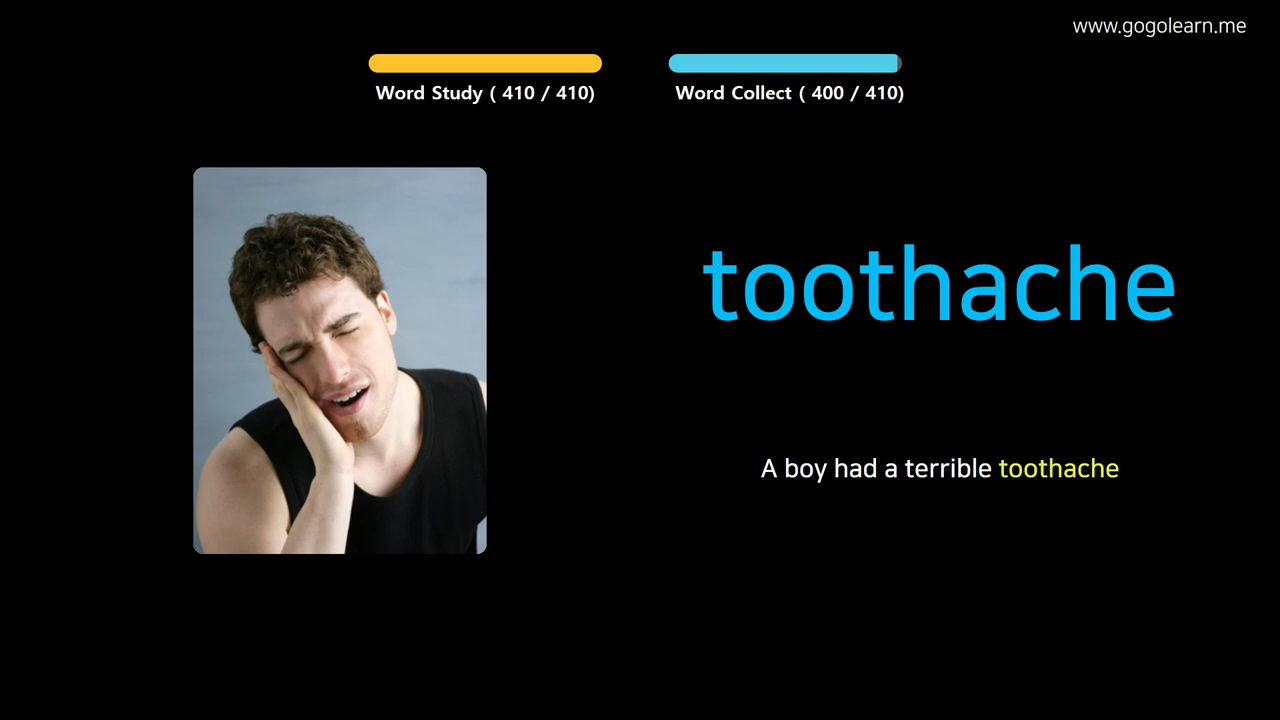 www.gogolearn.me
Word Study ( 410 / 410)
Word Collect ( 400 / 410)
toothache
A boy had a terrible toothache